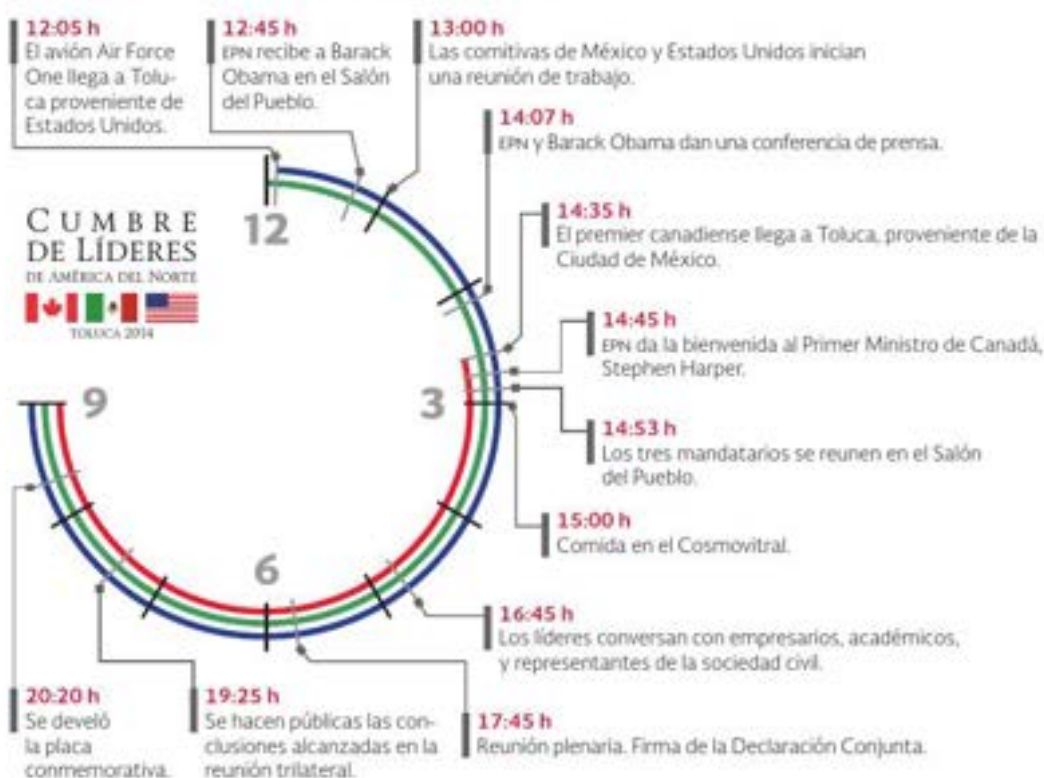 12:05 h
El avión Air Force
One llega a Tolu-
ca proveniente de
Estados Unidos.
12:45 h
EPN recibe a Barack
Obama en el Salón
del Pueblo.
13:00 h
Las comitivas de México y Estados Unidos inician
una reunión de trabajo.
14:07 h
EPN y Barack Obama dan una conferencia de prensa.
CUMBRE
DE LÍDERES
DE AMÉRICA DEL NORTE
TOLUCA 2014
12
3
6
9
14:35 h
El premier canadiense llega a Toluca, proveniente de la
Ciudad de México.
14:45 h
EPN da la bienvenida al Primer Ministro de Canadá,
Stephen Harper.
14:53 h
Los tres mandatarios se reunen en el Salón
del Pueblo.
15:00 h
Comida en el Cosmovitral.
16:45 h
Los líderes conversan con empresarios, académicos,
y representantes de la sociedad civil.
17:45 h
Reunión plenaria. Firma de la Declaración Conjunta.
19:25 h
Se hacen públicas las con-
clusiones alcanzadas en la
reunión trilateral.
20:20 h
Se develó
la placa
conmemorativa.